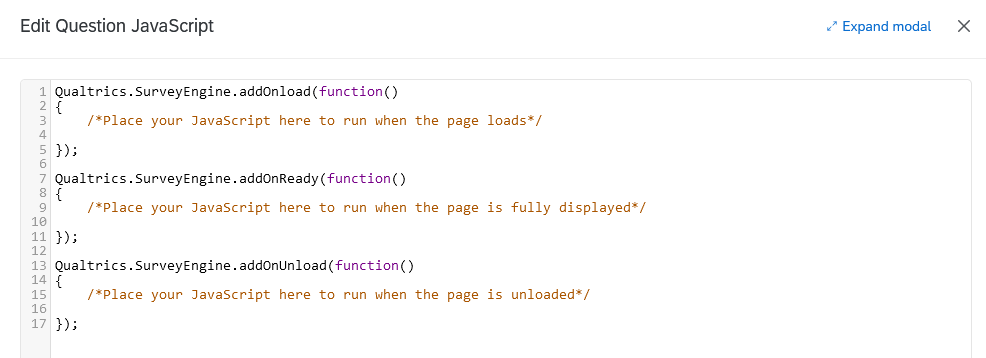 Edit Question JavaScript
Expand modal
1 Qualtrics.SurveyEngine.addOnload(function()
2 {
3 /*Place your JavaScript here to run when the page loads*/
4
5 });
6
7 Qualtrics.SurveyEngine.addOnReady(function()
8 {
9 /*Place your JavaScript here to run when the page is fully displayed*/
10
11 });
12
13 Qualtrics.SurveyEngine.addOnUnload(function()
14 {
15 /*Place your JavaScript here to run when the page is unloaded*/
16
17 });